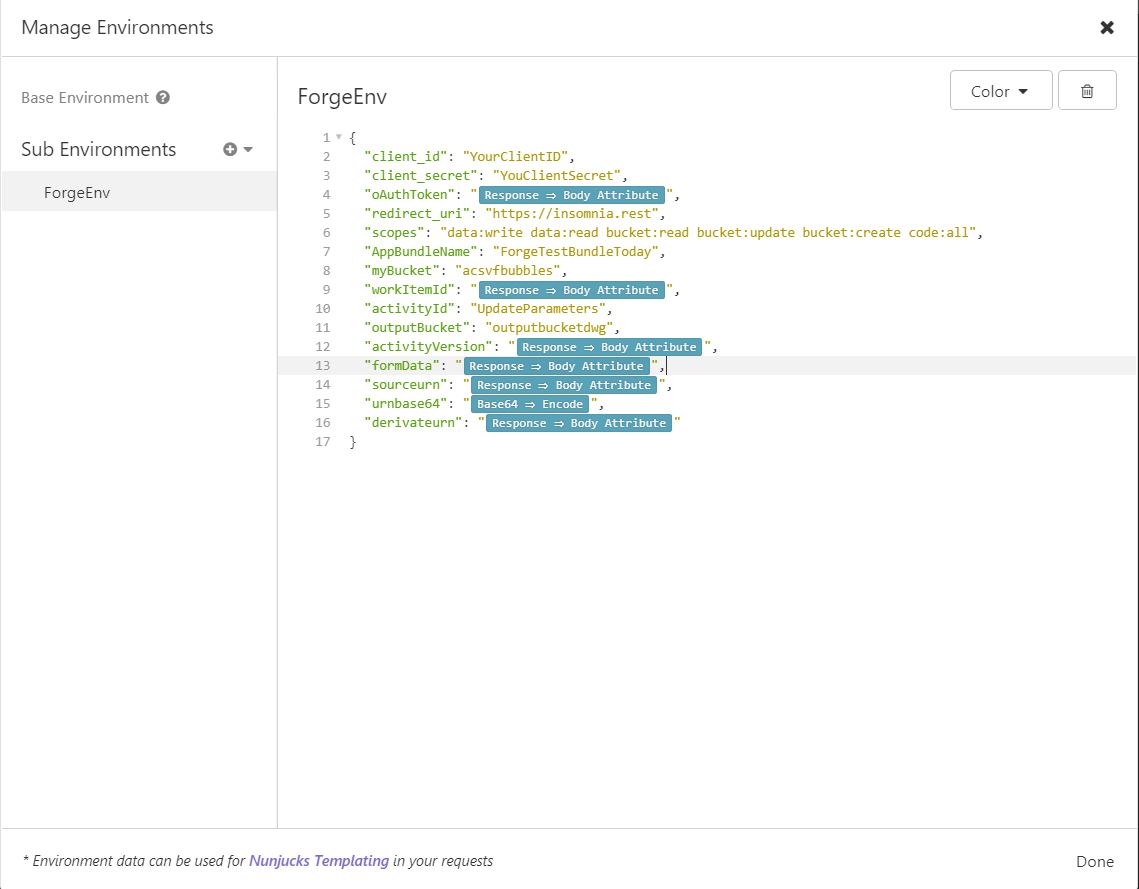 Manage Environments
Base Environment
ForgeEnv
Color
Sub Environments
ForgeEnv
1 {
2 "client_id": "YourClientID",
3 "client_secret": "YouClientSecret",
4 "oAuthToken": "Response ⇒ Body Attribute",
5 "redirect_uri": "https://insomnia.rest",
6 "scopes": "data:write data:read bucket:read bucket:update bucket:create code:all",
7 "AppBundleName": "ForgeTestBundleToday",
8 "myBucket": "acsvfbubbles",
9 "workItemId": "Response ⇒ Body Attribute",
10 "activityId": "UpdateParameters",
11 "outputBucket": "outputbucketdwg",
12 "activityVersion": "Response ⇒ Body Attribute",
13 "formData": "Response ⇒ Body Attribute",
14 "sourceurn": "Response ⇒ Body Attribute",
15 "urnbase64": "Base64 ⇒ Encode",
16 "derivateurn": "Response ⇒ Body Attribute"
17 }
* Environment data can be used for Nunjucks Templating in your requests
Done